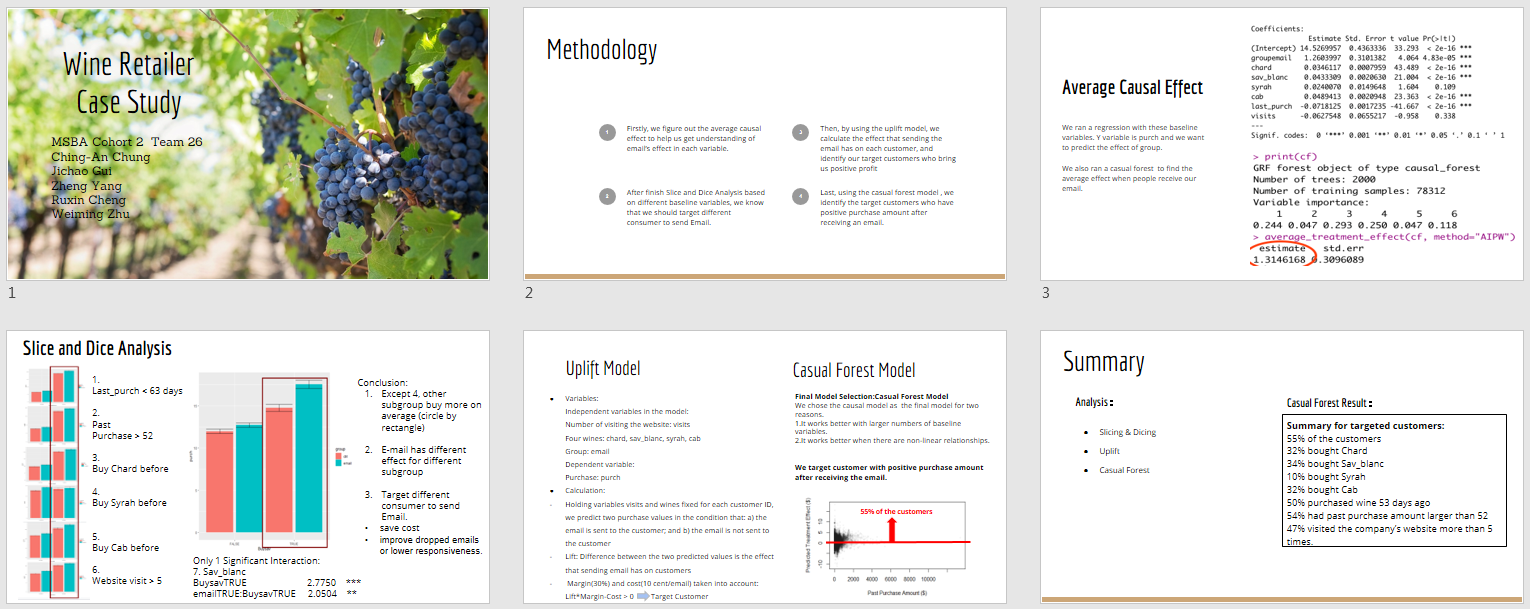 Wine Retailer
Case Study
MSBA Cohort 2  Team 26
Ching-An Chung
Jichao Gui
Zheng Yang
Ruxin Cheng
Weiming Zhu
1
Methodology
1
Firstly, we figure out the average causal
effect to help us get understanding of
email's effect in each variable.
2
Then, by using the uplift model, we
calculate the effect that sending the
email has on each customer, and
identify our target customers who bring
us positive profit
3
After finish Slice and Dice Analysis based
on different baseline variables, we know
that we should target different
consumer to send Email.
4
Last, using the casual forest model , we
identify the target customers who have
positive purchase amount after
receiving an email.
2
Average Causal Effect
We ran a regression with these baseline
variables. Y variable is purch and we want
to predict the effect of group.
We also ran a casual forest  to find the
average effect when people receive our
email.
Coefficients:
Estimate Std. Error t value Pr(>|t|)
(Intercept) 14.5269957  0.4363336  33.293  < 2e-16 ***
groupemail   1.2603997  0.3101382   4.064 4.83e-05 ***
chard        0.0346117  0.0007959  43.489  < 2e-16 ***
sav_blanc    0.0433309  0.0020630  21.004  < 2e-16 ***
syrah        0.0240070  0.0149648   1.604    0.109
cab          0.0489413  0.0020948  23.363  < 2e-16 ***
last_purch  -0.0718125  0.0017235 -41.667  < 2e-16 ***
visits      -0.0627548  0.0655217  -0.958    0.338
---
Signif. codes:  0 '***' 0.001 '**' 0.01 '*' 0.05 '.' 0.1 ' ' 1
> print(cf)
GRF forest object of type causal_forest
Number of trees: 2000
Number of training samples: 78312
Variable importance:
1     2     3     4     5     6
0.244 0.047 0.293 0.250 0.047 0.118
> average_treatment_effect(cf, method="AIPW")
estimate   std.err
1.3146168 0.3096089
3
Slice and Dice Analysis
1.
Last_purch < 63 days
2.
Past
Purchase > 52
3.
Buy Chard before
4.
Buy Syrah before
5.
Buy Cab before
6.
Website visit > 5
purch
group
ctrl
email
FALSE
TRUE
Only 1 Significant Interaction:
7. Sav_blanc
BuysavTRUE 2.7750 ***
emailTRUE:BuysavTRUE 2.0504 **
Conclusion:
1. Except 4, other
subgroup buy more on
average (circle by
rectangle)
2. E-mail has different
effect for different
subgroup
3. Target different
consumer to send
Email.
• save cost
• improve dropped emails
or lower responsiveness.
Uplift Model
• Variables:
Independent variables in the model:
Number of visiting the website: visits
Four wines: chard, sav_blanc, syrah, cab
Group: email
Dependent variable:
Purchase: purch
• Calculation:
- Holding variables visits and wines fixed for each customer ID,
we predict two purchase values in the condition that: a) the
email is sent to the customer; and b) the email is not sent to
the customer
- Lift: Difference between the two predicted values is the effect
that sending email has on customers
- Margin(30%) and cost(10 cent/email) taken into account:
Lift*Margin-Cost > 0 Target Customer
Casual Forest Model
Final Model Selection:Casual Forest Model
We chose the causal model as  the final model for two
reasons.
1.It works better with larger numbers of baseline
variables.
2.It works better when there are non-linear relationships.
We target customer with positive purchase amount
after receiving the email.
55% of the customers
Predicted Treatment Effect ($)
-10 0 5 15
0 2000 4000 6000 8000 10000
Past Purchase Amount ($)
Summary
Analysis:
• Slicing & Dicing
• Uplift
• Casual Forest
Casual Forest Result:
Summary for targeted customers:
55% of the customers
32% bought Chard
34% bought Sav_blanc
10% bought Syrah
32% bought Cab
50% purchased wine 53 days ago
54% had past purchase amount larger than 52
47% visited the company's website more than 5
times.